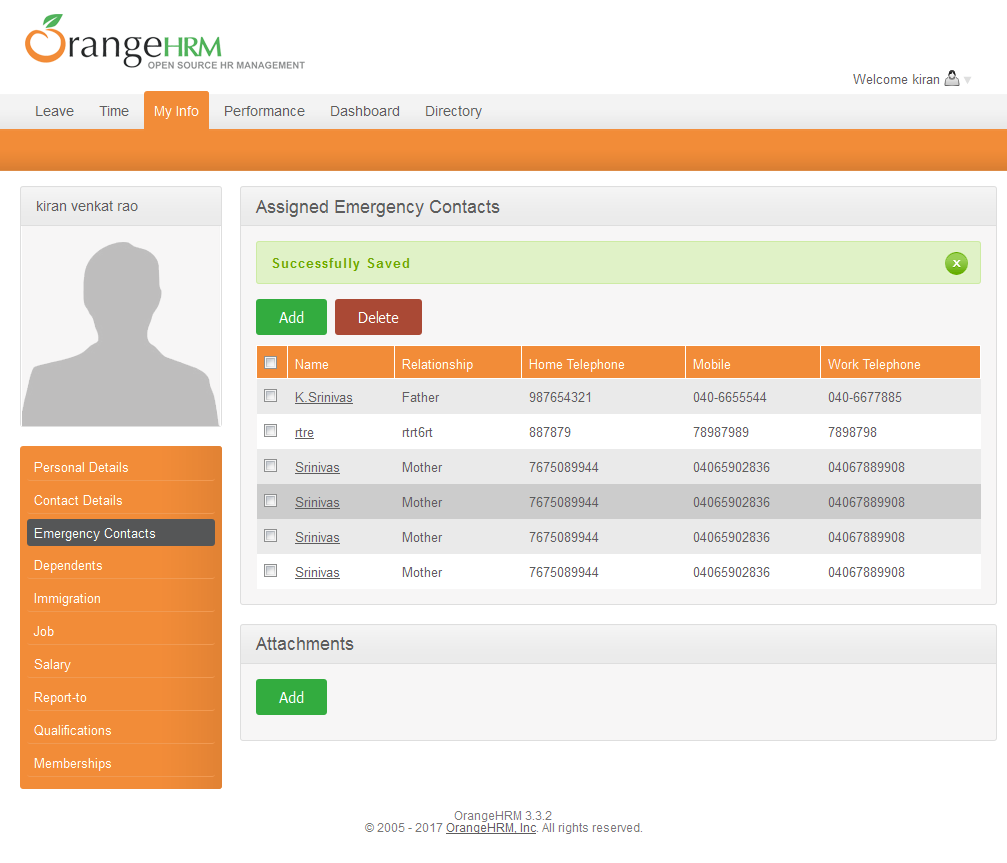 OrangeHRM
OPEN SOURCE HR MANAGEMENT
Welcome kiran
Leave Time My Info Performance Dashboard Directory
kiran venkat rao
Personal Details
Contact Details
Emergency Contacts
Dependents
Immigration
Job
Salary
Report-to
Qualifications
Memberships
Assigned Emergency Contacts
Successfully Saved x
Add Delete
Name Relationship Home Telephone Mobile Work Telephone
K.Srinivas Father 987654321 040-6655544 040-6677885
rtre rtrt6rt 887879 78987989 7898798
Srinivas Mother 7675089944 04065902836 04067889908
Srinivas Mother 7675089944 04065902836 04067889908
Srinivas Mother 7675089944 04065902836 04067889908
Srinivas Mother 7675089944 04065902836 04067889908
Attachments
Add
OrangeHRM 3.3.2
© 2005 - 2017 OrangeHRM, Inc. All rights reserved.